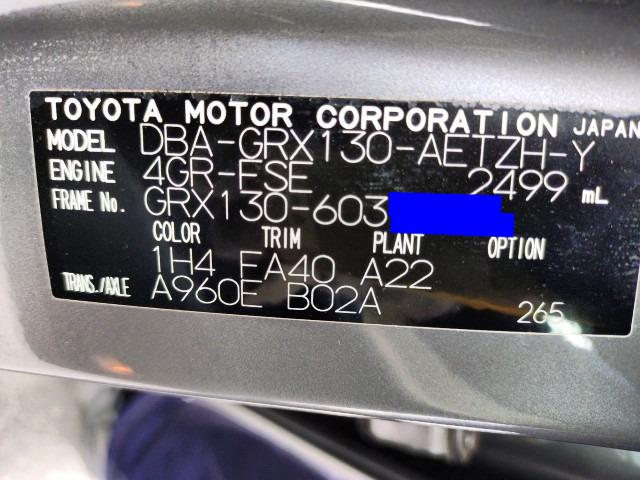 TOYOTA MOTOR CORPORATION JAPAN
MODEL DBA-GRX130-AETZH-Y
ENGINE 4GR-FSE 2499 mL
FRAME No. GRX130-603
COLOR TRIM PLANT OPTION
1H4 FA40 A22
TRANS./AXLE A960E B02A 265